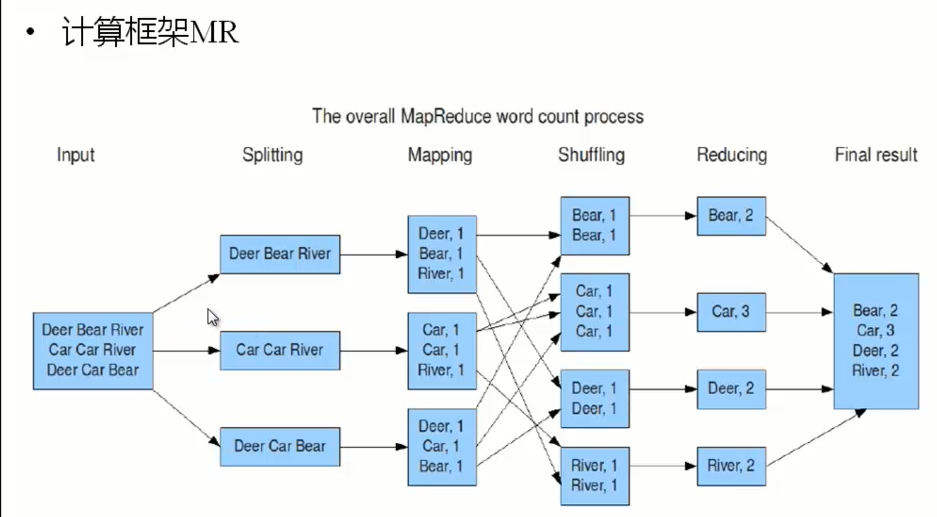 • 计算框架MR
The overall MapReduce word count process
Input Splitting Mapping Shuffling Reducing Final result
Deer Bear River
Car Car River
Deer Car Bear
Deer Bear River
Car Car River
Deer Car Bear
Deer, 1
Bear, 1
River, 1
Car, 1
Car, 1
River, 1
Deer, 1
Car, 1
Bear, 1
Bear, 1
Bear, 1
Car, 1
Car, 1
Car, 1
Deer, 1
Deer, 1
River, 1
River, 1
Bear, 2
Car, 3
Deer, 2
River, 2
Bear, 2
Car, 3
Deer, 2
River, 2